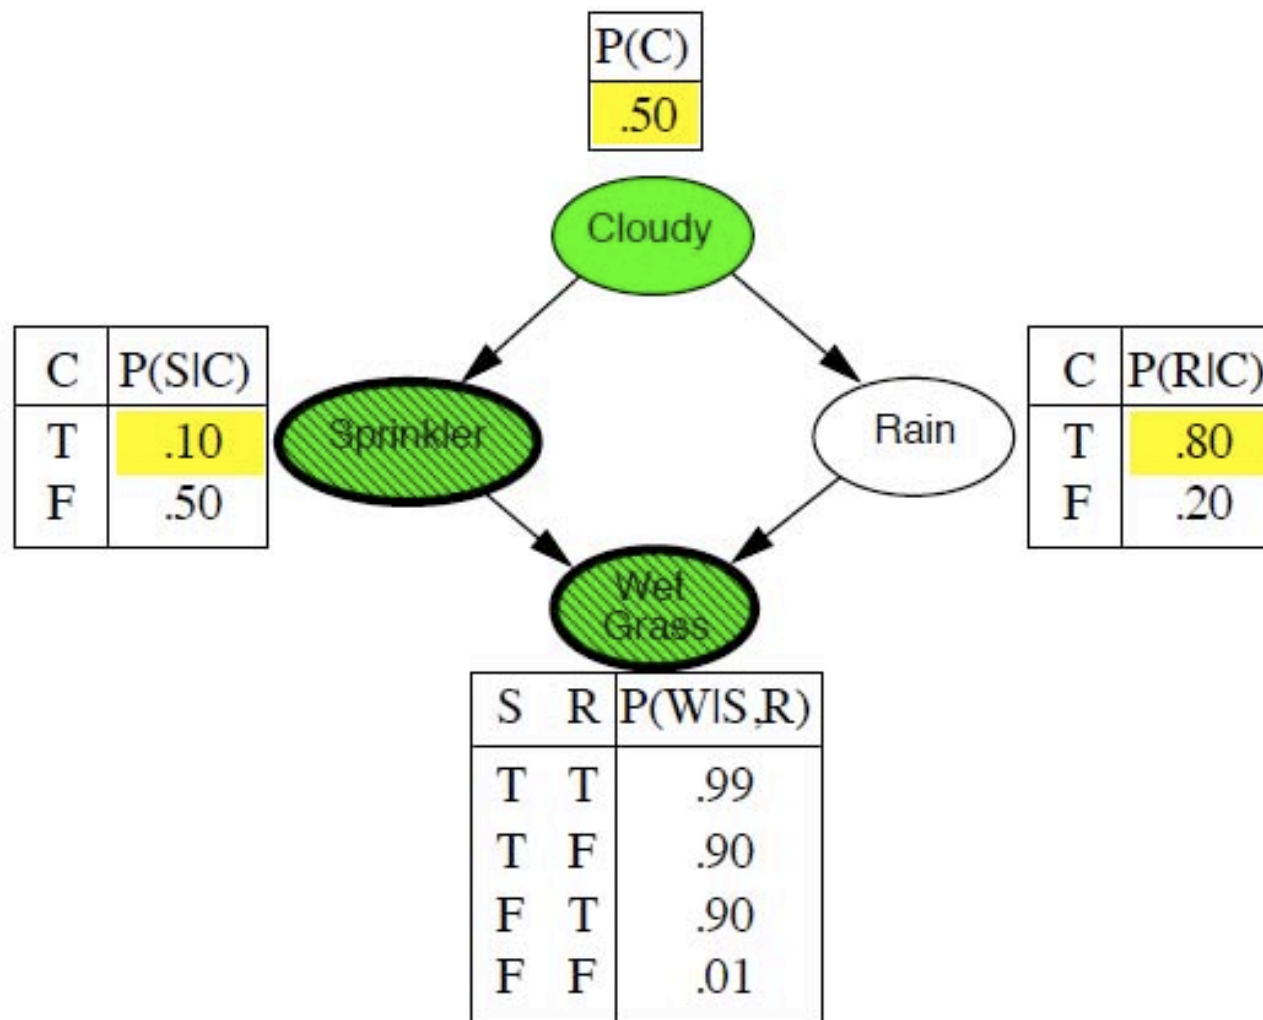 P(C)
.50
Cloudy
C P(S|C)
T .10
F .50
Sprinkler
Rain
C P(R|C)
T .80
F .20
Wet
Grass
S R P(W|S,R)
T T .99
T F .90
F T .90
F F .01